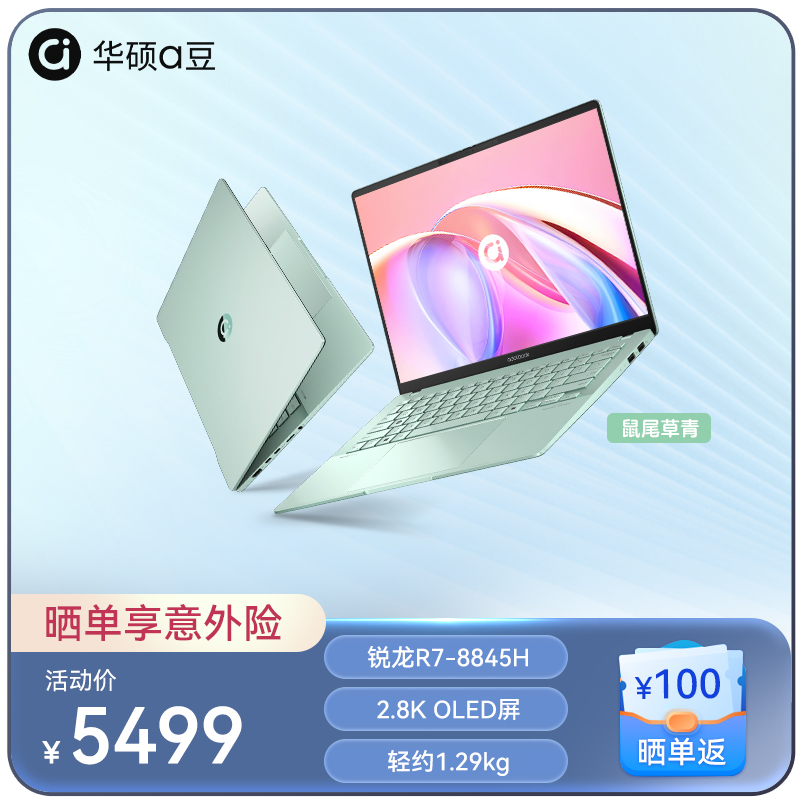 华硕a豆
adolbook
鼠尾草青
晒单享意外险
活动价
¥5499
锐龙R7-8845H
2.8K OLED屏
轻约1.29kg
¥100
晒单返